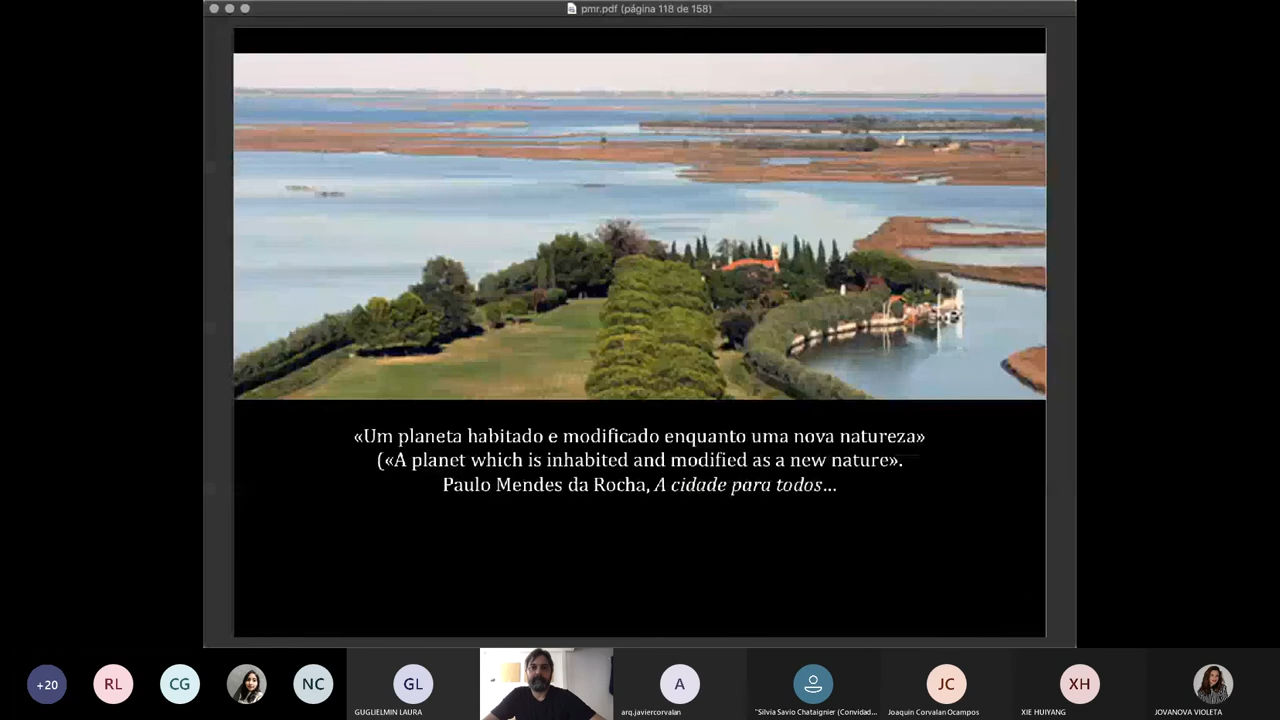 pmr.pdf (página 118 de 158)
«Um planeta habitado e modificado enquanto uma nova natureza»
(«A planet which is inhabited and modified as a new nature».
Paulo Mendes da Rocha, A cidade para todos...
+20
RL
CG
NC
GL
A
JC
XH
GUGLIELMIN LAURA
arq.javiercorvalan
"Silvia Savio Chataignier (Convidad...
Joaquin Corvalan Ocampos
XIE HUIYANG
JOVANOVA VIOLETA